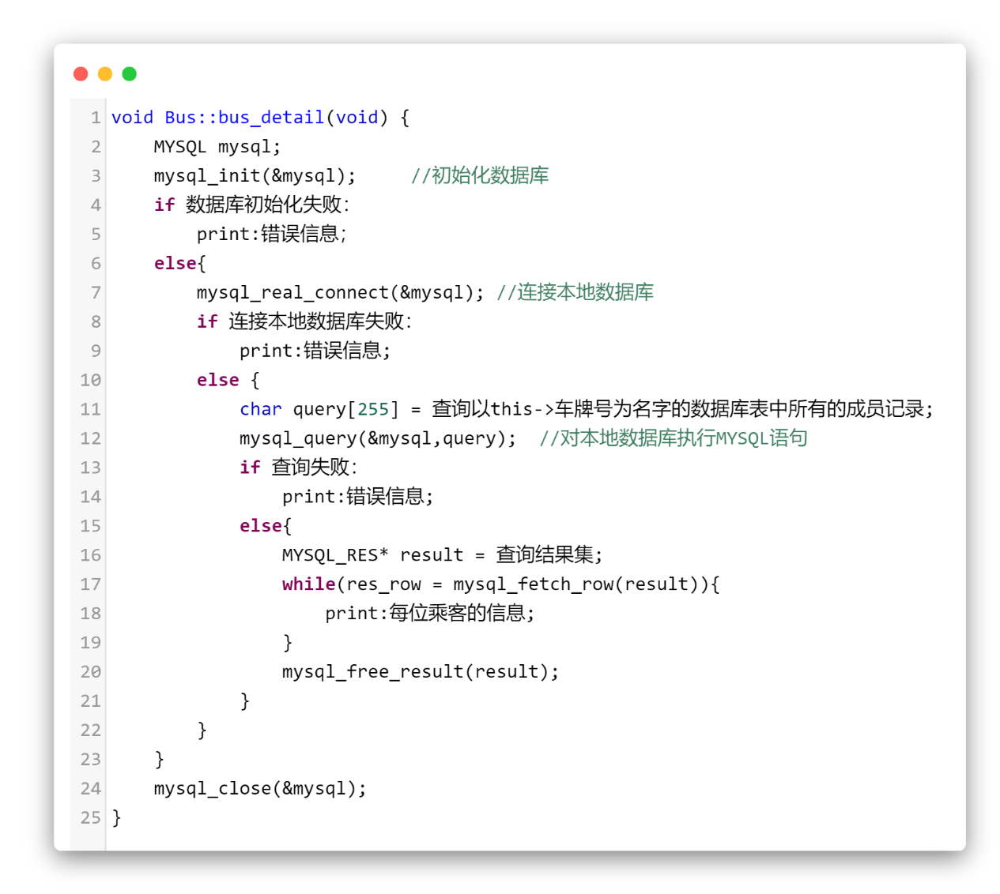 1 void Bus::bus_detail(void) {
2     MYSQL mysql;
3     mysql_init(&mysql);     //初始化数据库
4     if 数据库初始化失败:
5         print:错误信息;
6     else{
7         mysql_real_connect(&mysql); //连接本地数据库
8         if 连接本地数据库失败:
9             print:错误信息;
10         else {
11             char query[255] = 查询以this->车牌号为名字的数据库表中所有的成员记录;
12             mysql_query(&mysql,query);  //对本地数据库执行MYSQL语句
13             if 查询失败:
14                 print:错误信息;
15             else{
16                 MYSQL_RES* result = 查询结果集;
17                 while(res_row = mysql_fetch_row(result)){
18                     print:每位乘客的信息;
19                 }
20                 mysql_free_result(result);
21             }
22         }
23     }
24     mysql_close(&mysql);
25 }